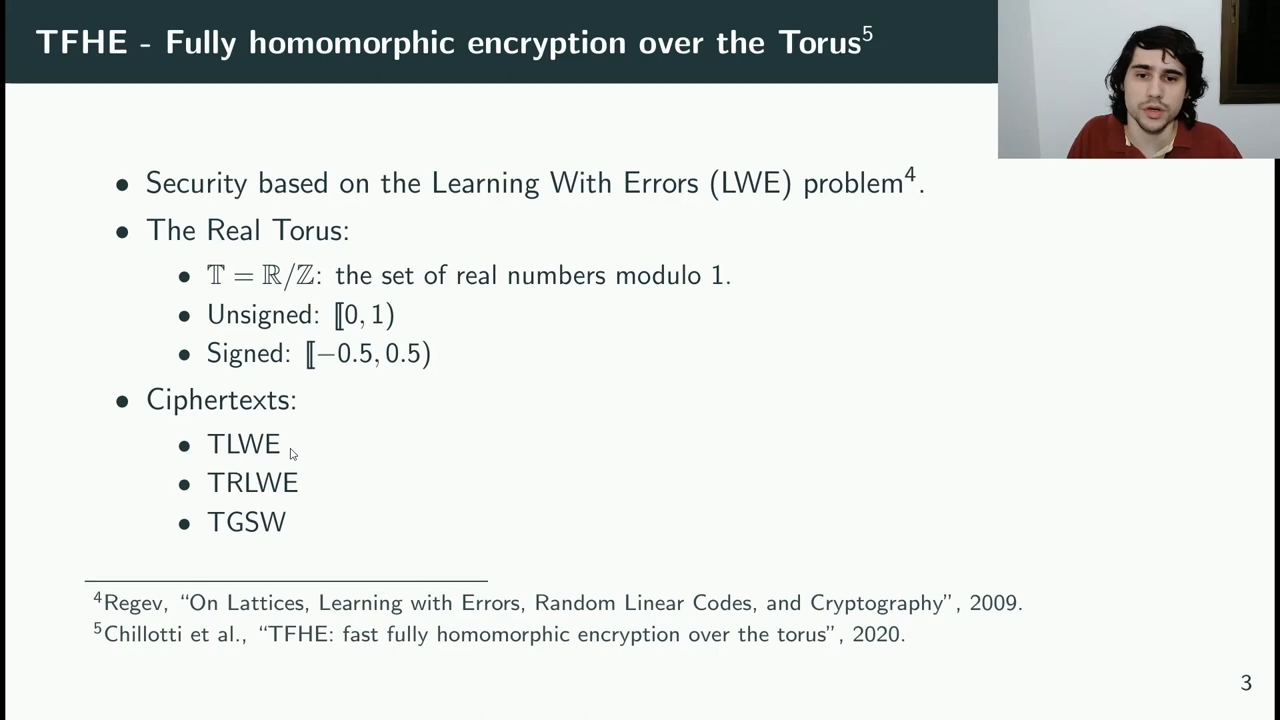 TFHE - Fully homomorphic encryption over the Torus⁵
• Security based on the Learning With Errors (LWE) problem⁴.
• The Real Torus:
• 𝕋 = ℝ/ℤ: the set of real numbers modulo 1.
• Unsigned: ⟦0, 1)
• Signed: ⟦−0.5, 0.5)
• Ciphertexts:
• TLWE
• TRLWE
• TGSW
⁴Regev, “On Lattices, Learning with Errors, Random Linear Codes, and Cryptography”, 2009.
⁵Chillotti et al., “TFHE: fast fully homomorphic encryption over the torus”, 2020.
3